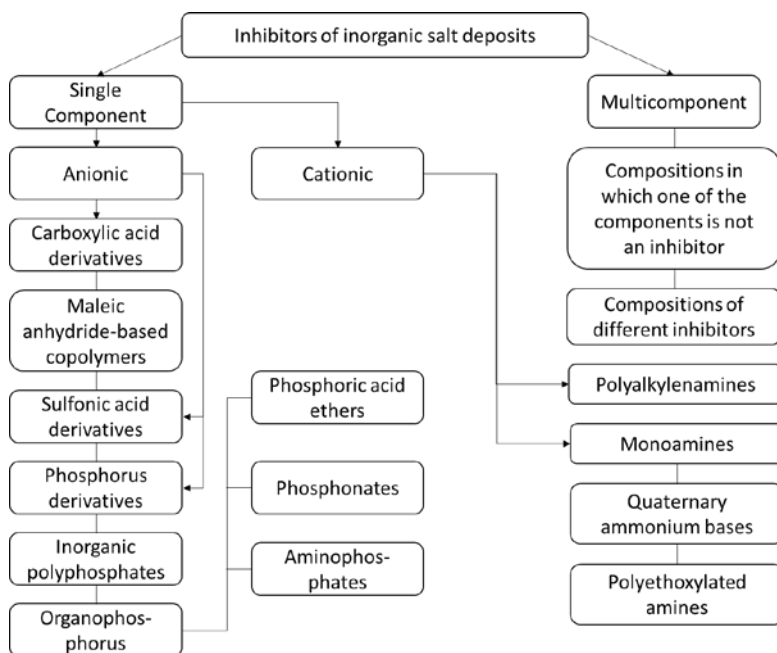 Inhibitors of inorganic salt deposits
Single
Component
Multicomponent
Anionic
Cationic
Compositions in
which one of the
components is not
an inhibitor
Carboxylic acid
derivatives
Maleic
anhydride-based
copolymers
Compositions of
different inhibitors
Phosphoric acid
ethers
Polyalkylenamines
Sulfonic acid
derivatives
Monoamines
Phosphorus
derivatives
Phosphonates
Quaternary
ammonium bases
Inorganic
polyphosphates
Aminophos-
phates
Polyethoxylated
amines
Organophos-
phorus